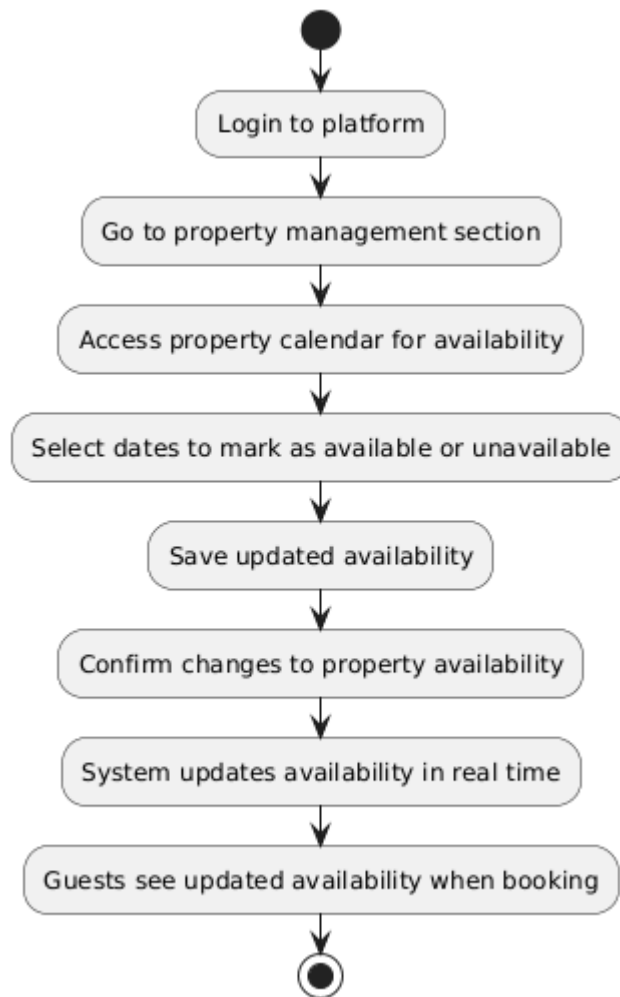 Login to platform
Go to property management section
Access property calendar for availability
Select dates to mark as available or unavailable
Save updated availability
Confirm changes to property availability
System updates availability in real time
Guests see updated availability when booking